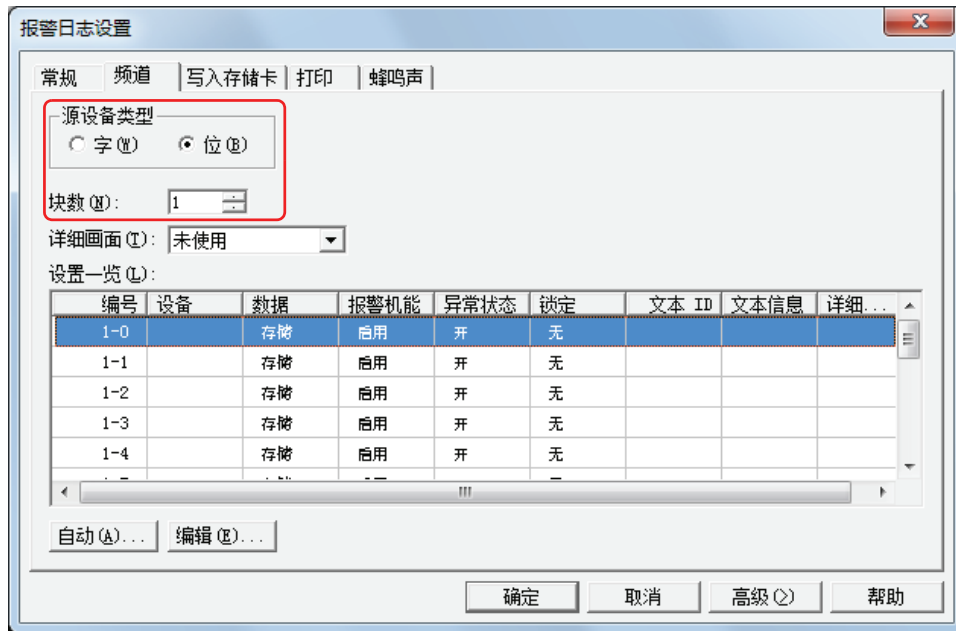 报警日志设置
常规 频道 写入存储卡 打印 蜂鸣声
源设备类型
字(W) 位(B)
块数(N): 1
详细画面(T): 未使用
设置一览(L):
编号 设备 数据 报警机能 异常状态 锁定 文本 ID 文本信息 详细...
1-0 存储 启用 开 无
1-1 存储 启用 开 无
1-2 存储 启用 开 无
1-3 存储 启用 开 无
1-4 存储 启用 开 无
自动(A)... 编辑(E)...
确定 取消 高级(2) 帮助